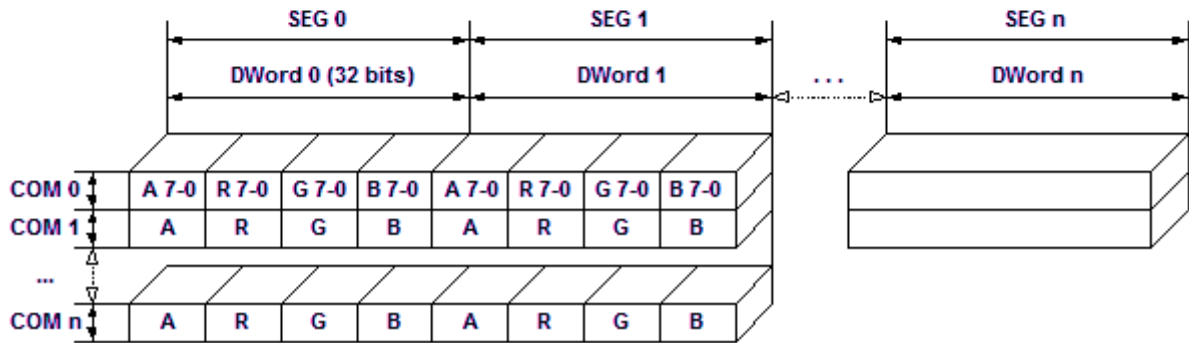 SEG 0 SEG 1 SEG n
DWord 0 (32 bits) DWord 1 . . . DWord n
COM 0 A 7-0 R 7-0 G 7-0 B 7-0 A 7-0 R 7-0 G 7-0 B 7-0
COM 1 A R G B A R G B
...
COM n A R G B A R G B